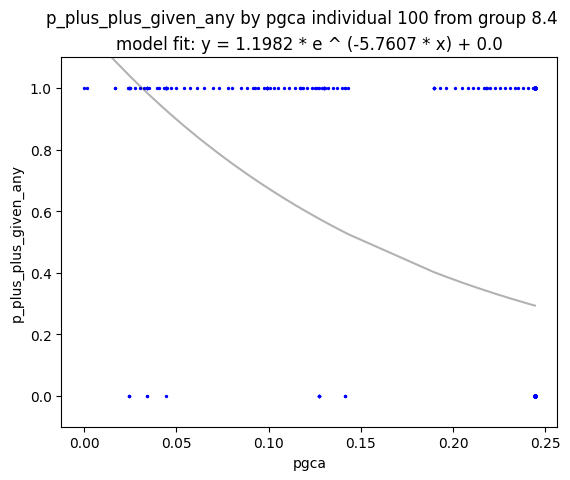 p_plus_plus_given_any by pgca individual 100 from group 8.4
model fit: y = 1.1982 * e ^ (-5.7607 * x) + 0.0
1.0
0.8
0.6
0.4
0.2
0.0
p_plus_plus_given_any
0.00 0.05 0.10 0.15 0.20 0.25
pgca